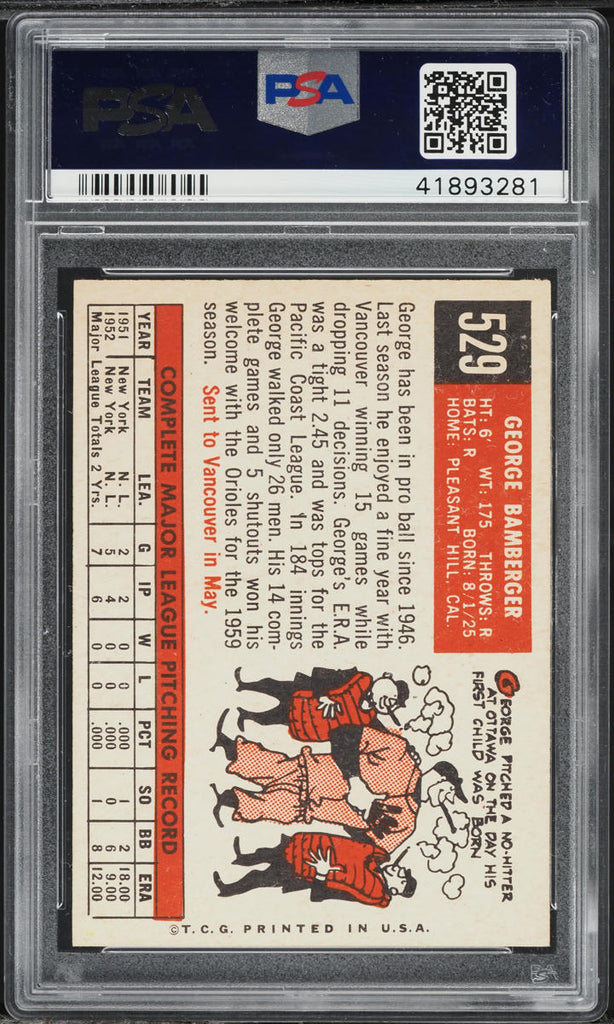 PSA
PSA
41893281
529
GEORGE BAMBERGER
HT: 6' WT: 175 THROWS: R
BATS: R BORN: 8/1/25
HOME: PLEASANT HILL, CAL.
GEORGE PITCHED A NO-HITTER
AT OTTAWA ON THE DAY HIS
FIRST CHILD WAS BORN
George has been in pro ball since 1946.
Last season he enjoyed a fine year with
Vancouver winning 15 games while
dropping 11 decisions. George's E.R.A.
was a tight 2.45 and was tops for the
Pacific Coast League. In 184 innings
George walked only 26 men. His 14 com-
plete games and 5 shutouts won his
welcome with the Orioles for the 1959
season. Sent to Vancouver in May.
COMPLETE MAJOR LEAGUE PITCHING RECORD
YEAR TEAM LEA. G IP W L PCT SO BB ERA
1951 New York N. L. 2 2 0 0 .000 1 2 18.00
1952 New York N. L. 5 4 0 0 .000 0 6 9.00
Major League Totals 2 Yrs. 7 6 0 0 .000 1 8 12.00
©T.C.G. PRINTED IN U.S.A.